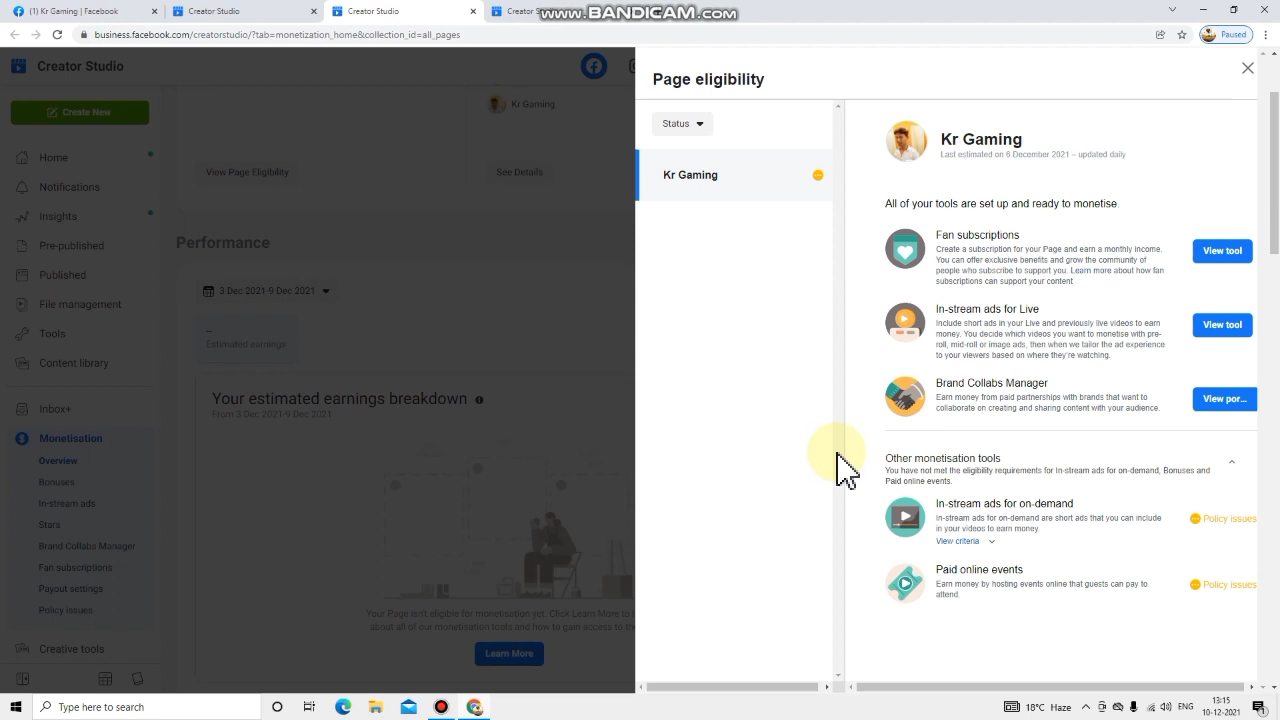 (1) Kr Gaming | Facebook
Creator Studio
Creator Studio
Creator Stud
www.BANDICAM.com
business.facebook.com/creatorstudio/?tab=monetization_home&collection_id=all_pages
Paused
Creator Studio
Create New
Home
Notifications
Insights
Pre-published
Published
File management
Tools
Content library
Inbox+
Monetisation
Overview
Bonuses
In-stream ads
Stars
Brand Collabs Manager
Fan subscriptions
Payout settings
Policy issues
Creative tools
Kr Gaming
View Page Eligibility
See Details
Performance
3 Dec 2021-9 Dec 2021
--
Estimated earnings
Your estimated earnings breakdown
From 3 Dec 2021-9 Dec 2021
Your Page isn't eligible for monetisation yet. Click Learn More to
about all of our monetisation tools and how to gain access to
Learn More
Page eligibility
Status
Kr Gaming
Kr Gaming
Last estimated on 6 December 2021 – updated daily
All of your tools are set up and ready to monetise.
Fan subscriptions
Create a subscription for your Page and earn a monthly income.
You can offer exclusive benefits and grow the community of
people who subscribe to support you. Learn more about how fan
subscriptions can support your content
View tool
In-stream ads for Live
Include short ads in your Live and previously live videos to earn
money. You decide which videos you want to monetise with pre-
roll, mid-roll or image ads, then when we tailor the ad experience
to your viewers based on where they're watching.
View tool
Brand Collabs Manager
Earn money from paid partnerships with brands that want to
collaborate on creating and sharing content with your audience.
View por...
Other monetisation tools
You have not met the eligibility requirements for In-stream ads for on-demand, Bonuses and
Paid online events.
In-stream ads for on-demand
In-stream ads for on-demand are short ads that you can include
in your videos to earn money.
View criteria
Policy issues
Paid online events
Earn money by hosting events online that guests can pay to
attend.
Policy issues
Type here to search
18°C Haze
ENG
13:15
10-12-2021